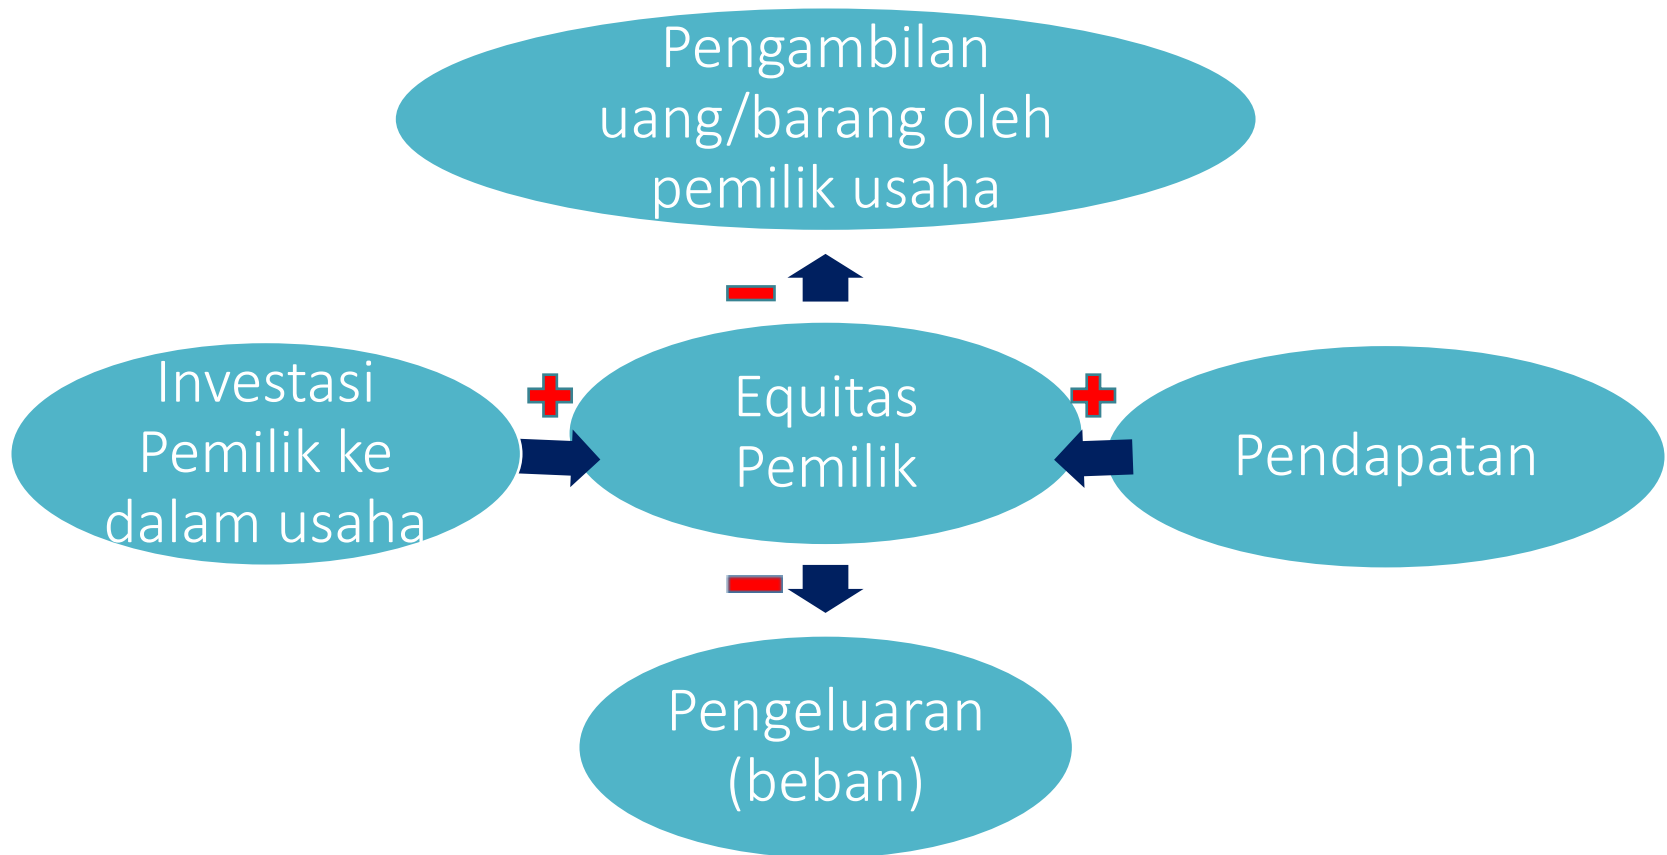 Pengambilan
uang/barang oleh
pemilik usaha
Investasi
Pemilik ke
dalam usaha
Equitas
Pemilik
Pendapatan
Pengeluaran
(beban)